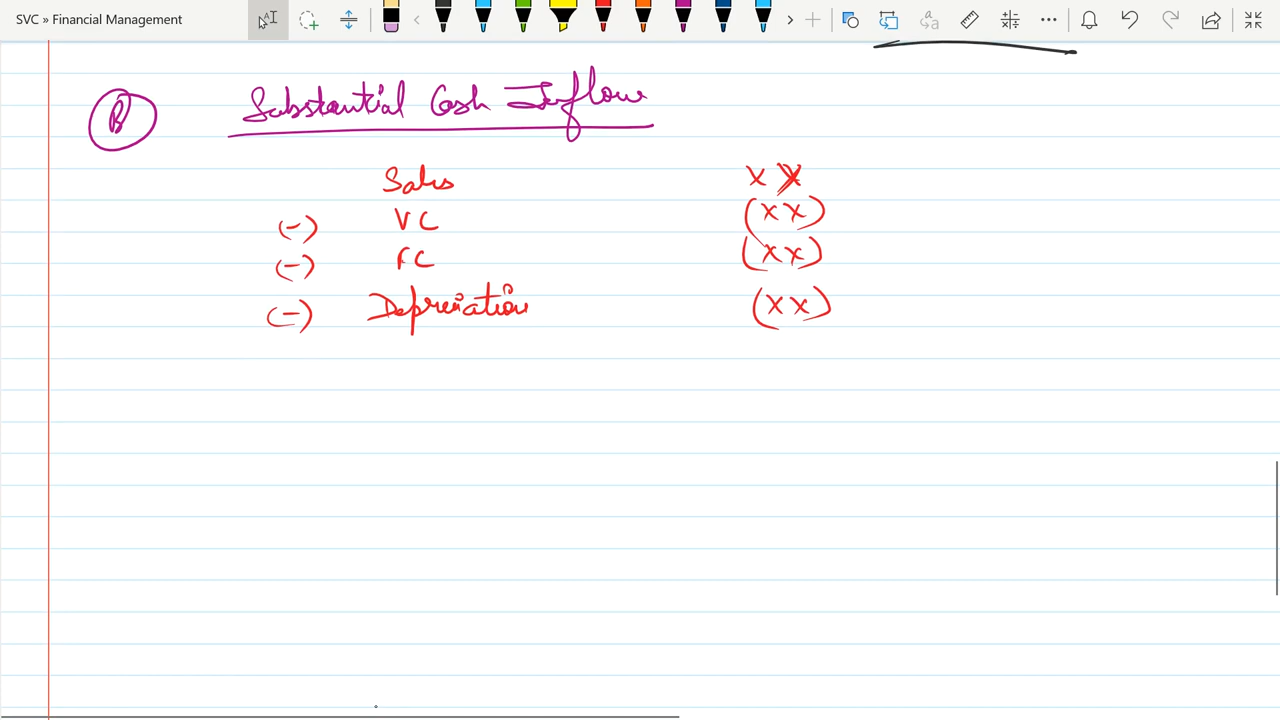 SVC » Financial Management
B Substantial Cash Inflow
Sales XX
(-) VC (XX)
(-) FC (XX)
(-) Depreciation (XX)